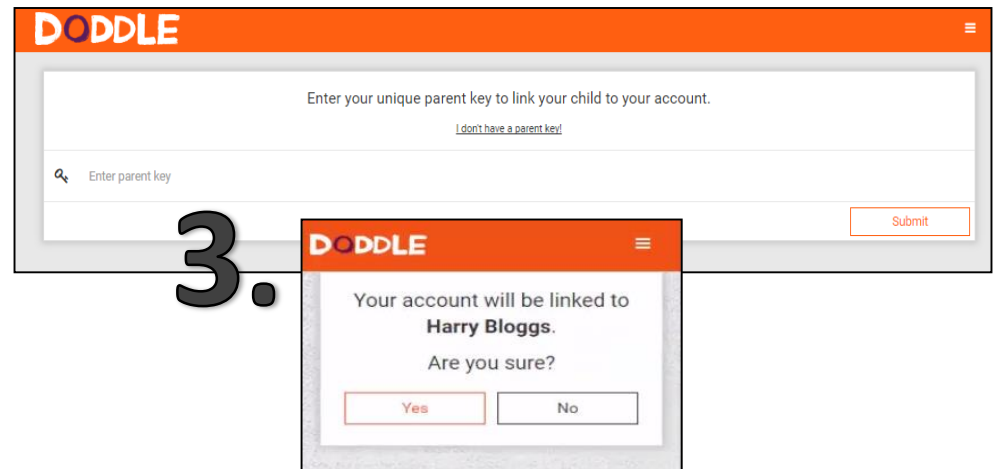 DODDLE
Enter your unique parent key to link your child to your account.
I don't have a parent key!
Enter parent key
Submit
3.
DODDLE
Your account will be linked to
Harry Bloggs.
Are you sure?
Yes No